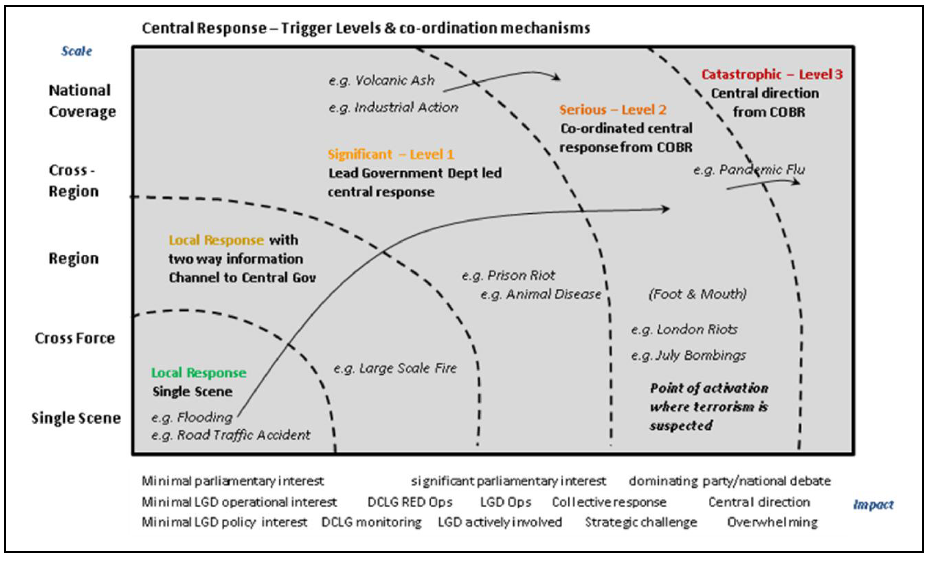 Central Response – Trigger Levels & co-ordination mechanisms
Scale
National
Coverage
Cross -
Region
Region
Cross Force
Single Scene
e.g. Volcanic Ash
e.g. Industrial Action
Significant – Level 1
Lead Government Dept led
central response
Serious – Level 2
Co-ordinated central
response from COBR
Catastrophic – Level 3
Central direction
from COBR
e.g. Pandemic Flu
Local Response with
two way information
Channel to Central Gov
e.g. Prison Riot
e.g. Animal Disease
(Foot & Mouth)
e.g. London Riots
e.g. July Bombings
e.g. Large Scale Fire
Local Response
Single Scene
e.g. Flooding
e.g. Road Traffic Accident
Point of activation
where terrorism is
suspected
Minimal parliamentary interest significant parliamentary interest dominating party/national debate
Minimal LGD operational interest DCLG RED Ops LGD Ops Collective response Central direction
Minimal LGD policy interest DCLG monitoring LGD actively involved Strategic challenge Overwhelming
Impact